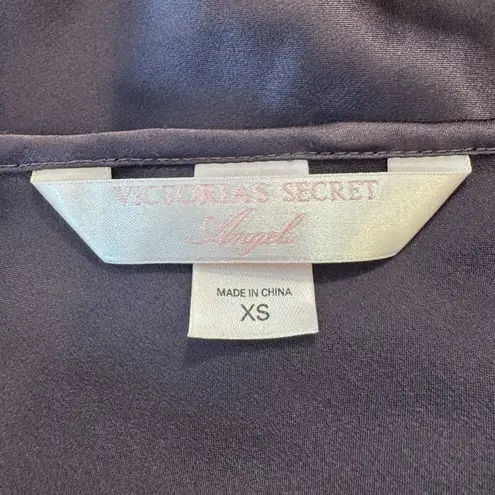 VICTORIA'S SECRET
Angels
MADE IN CHINA
XS